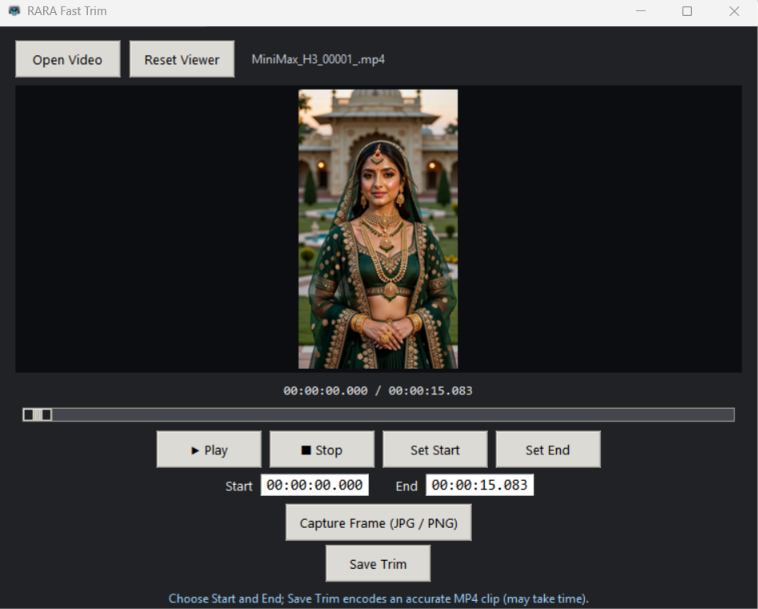 RARA Fast Trim
Open Video Reset Viewer MiniMax_H3_00001_.mp4
00:00:00.000 / 00:00:15.083
▶ Play ■ Stop Set Start Set End
Start 00:00:00.000 End 00:00:15.083
Capture Frame (JPG / PNG)
Save Trim
Choose Start and End; Save Trim encodes an accurate MP4 clip (may take time).